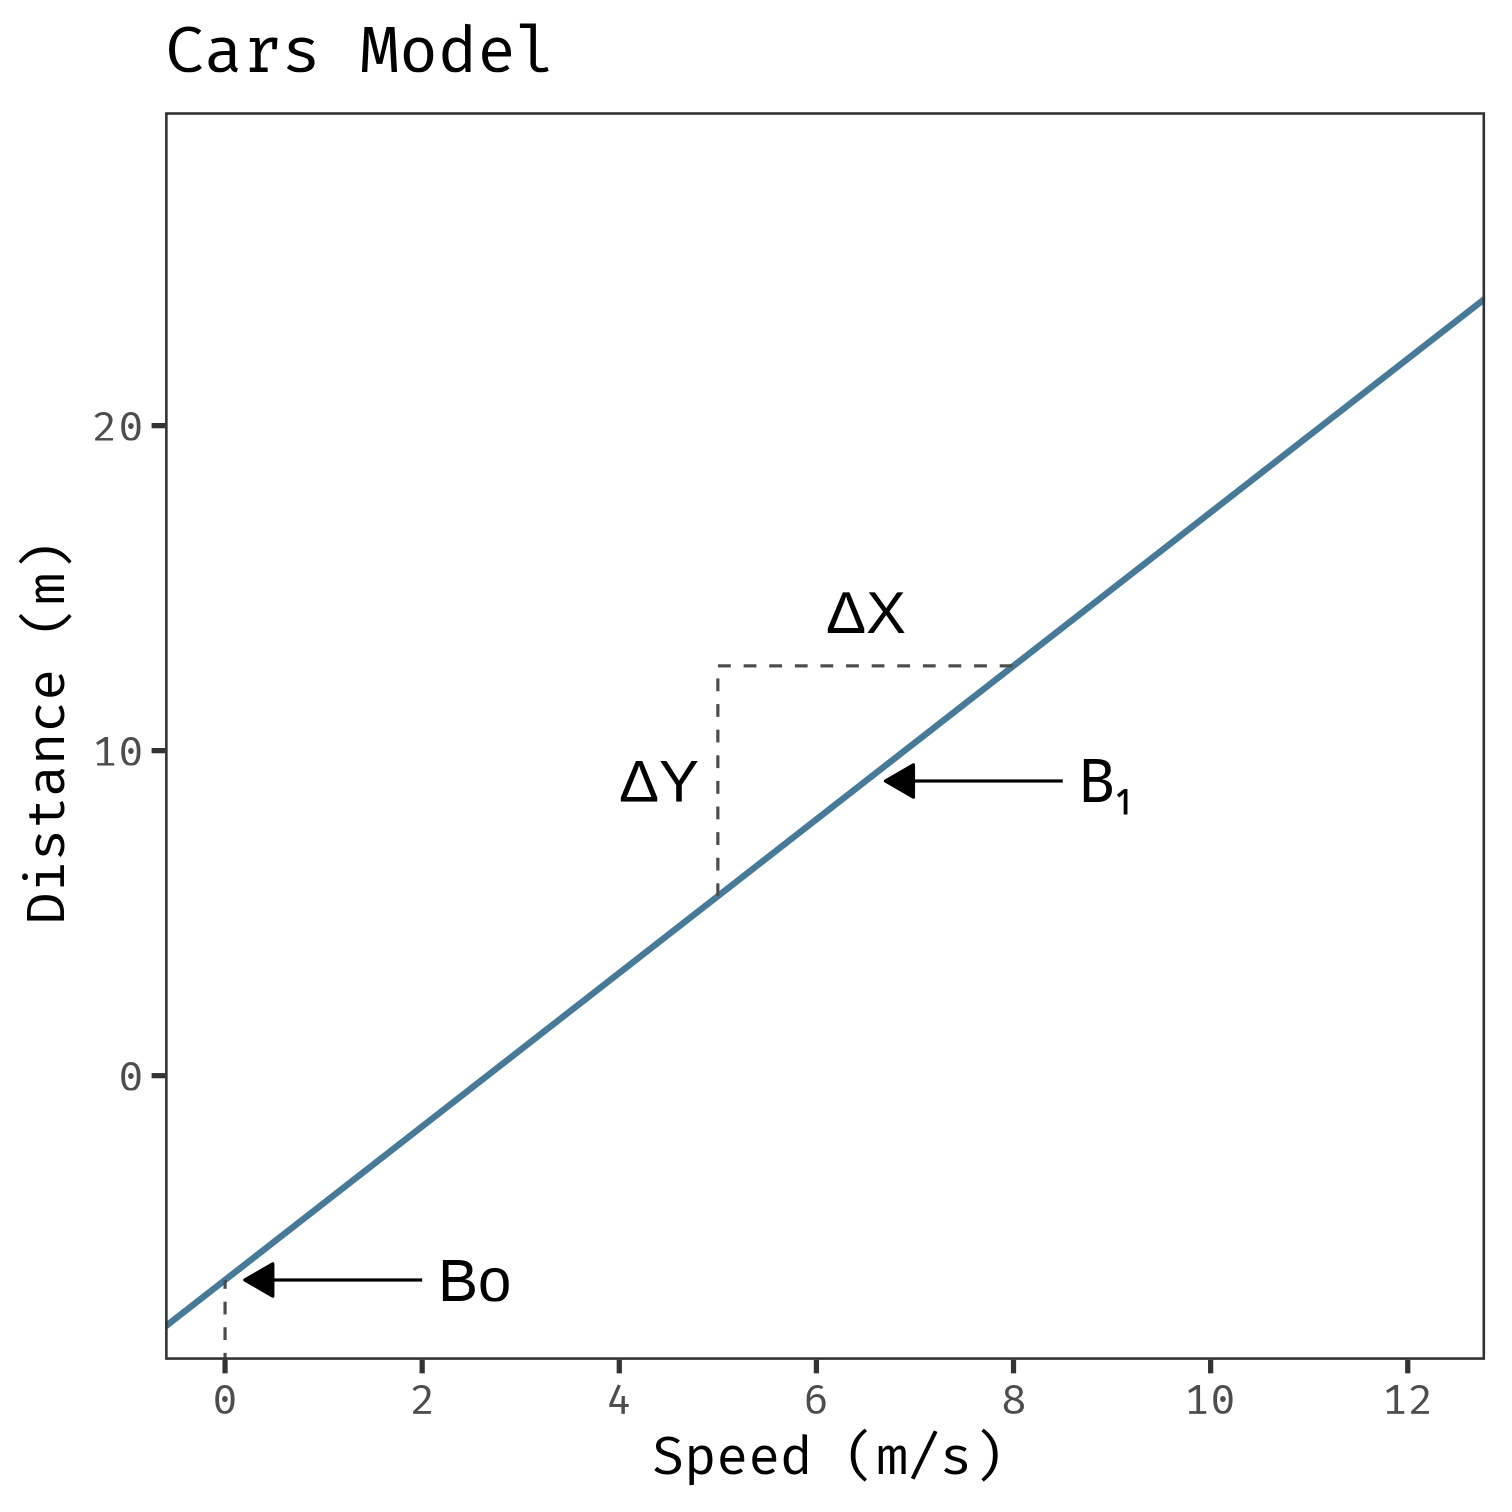 Cars Model
20
10
0
Distance (m)
ΔX
ΔY
B₁
Bo
0 2 4 6 8 10 12
Speed (m/s)